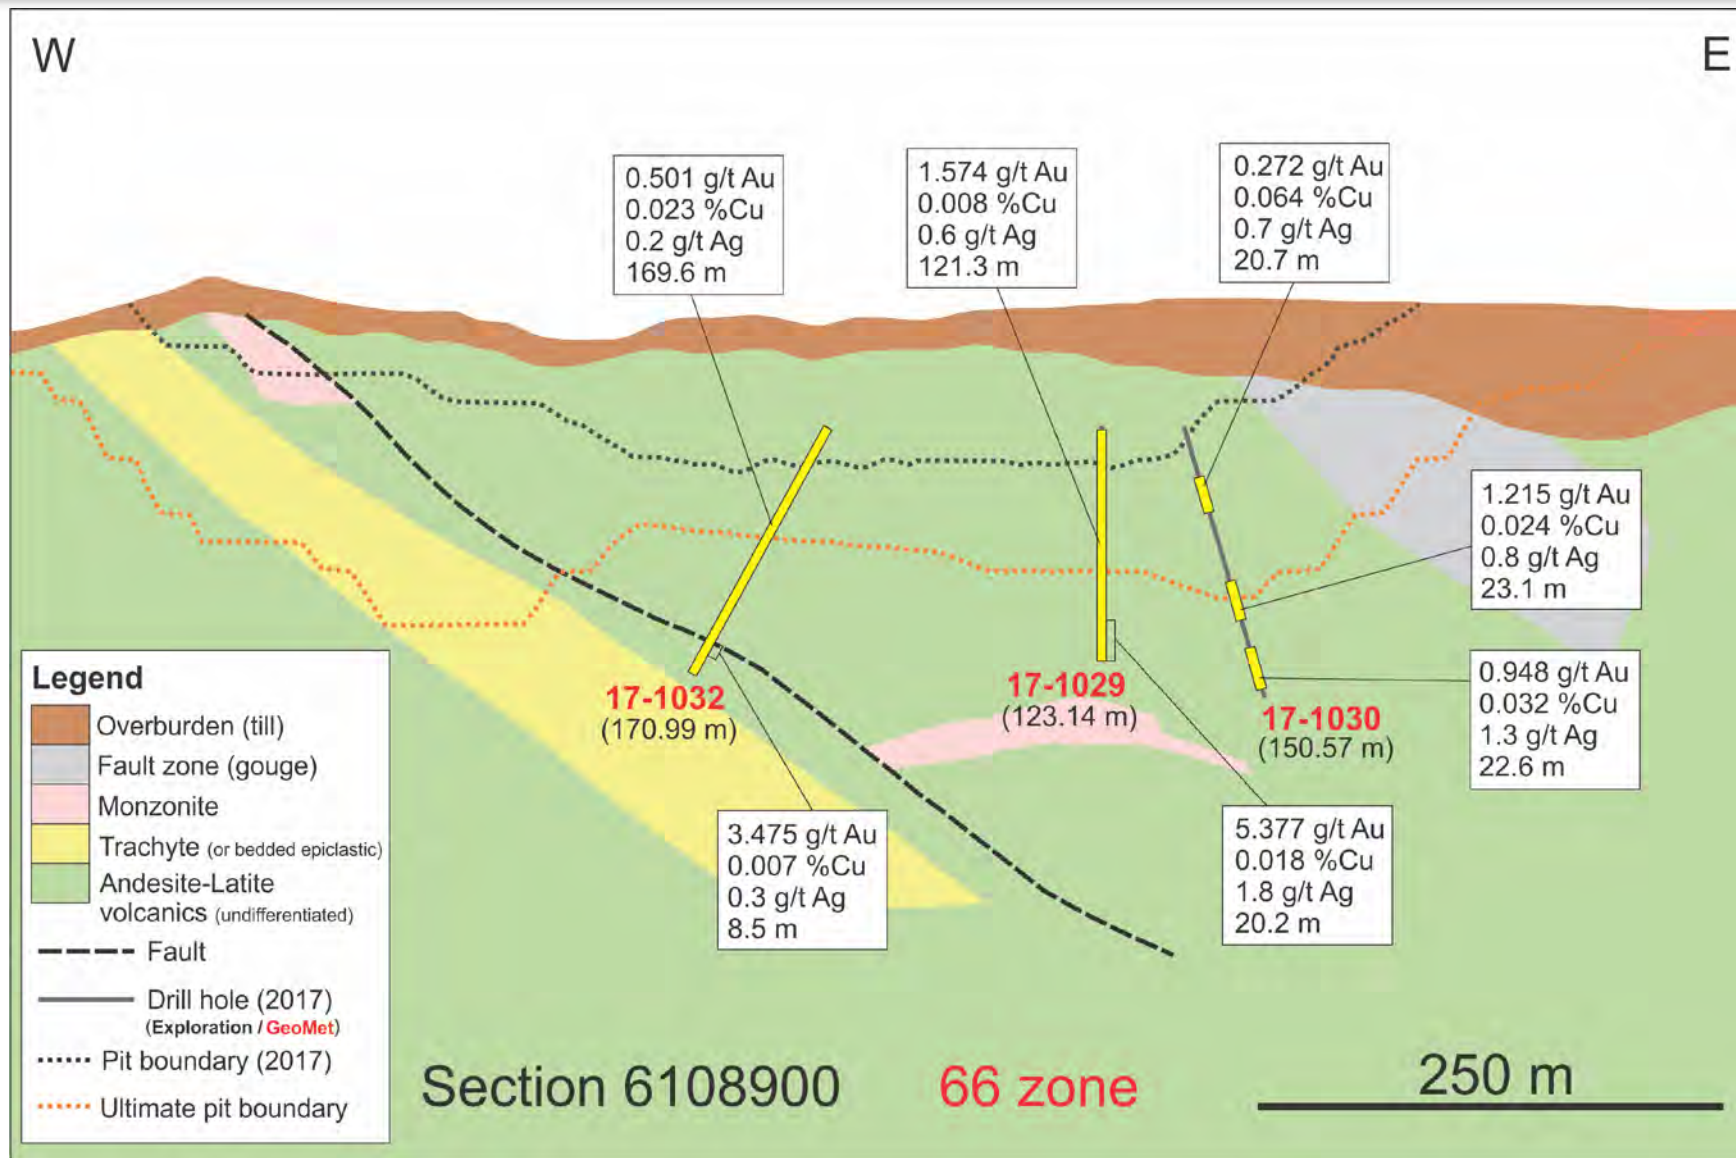 W
E
0.501 g/t Au
0.023 %Cu
0.2 g/t Ag
169.6 m
1.574 g/t Au
0.008 %Cu
0.6 g/t Ag
121.3 m
0.272 g/t Au
0.064 %Cu
0.7 g/t Ag
20.7 m
1.215 g/t Au
0.024 %Cu
0.8 g/t Ag
23.1 m
0.948 g/t Au
0.032 %Cu
1.3 g/t Ag
22.6 m
17-1032
(170.99 m)
17-1029
(123.14 m)
17-1030
(150.57 m)
3.475 g/t Au
0.007 %Cu
0.3 g/t Ag
8.5 m
5.377 g/t Au
0.018 %Cu
1.8 g/t Ag
20.2 m
Legend
Overburden (till)
Fault zone (gouge)
Monzonite
Trachyte (or bedded epiclastic)
Andesite-Latite
volcanics (undifferentiated)
Fault
Drill hole (2017)
(Exploration / GeoMet)
Pit boundary (2017)
Ultimate pit boundary
Section 6108900
66 zone
250 m